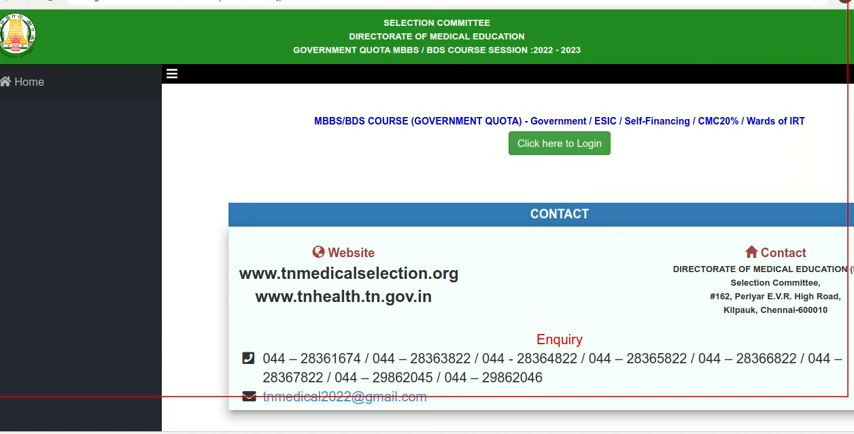 SELECTION COMMITTEE
DIRECTORATE OF MEDICAL EDUCATION
GOVERNMENT QUOTA MBBS / BDS COURSE SESSION :2022 - 2023
Home
MBBS/BDS COURSE (GOVERNMENT QUOTA) - Government / ESIC / Self-Financing / CMC20% / Wards of IRT
Click here to Login
CONTACT
Website
www.tnmedicalselection.org
www.tnhealth.tn.gov.in
Contact
DIRECTORATE OF MEDICAL EDUCATION (
Selection Committee,
#162, Periyar E.V.R. High Road,
Kilpauk, Chennai-600010
Enquiry
044 – 28361674 / 044 – 28363822 / 044 - 28364822 / 044 – 28365822 / 044 – 28366822 / 044 –
28367822 / 044 – 29862045 / 044 – 29862046
tnmedical2022@gmail.com